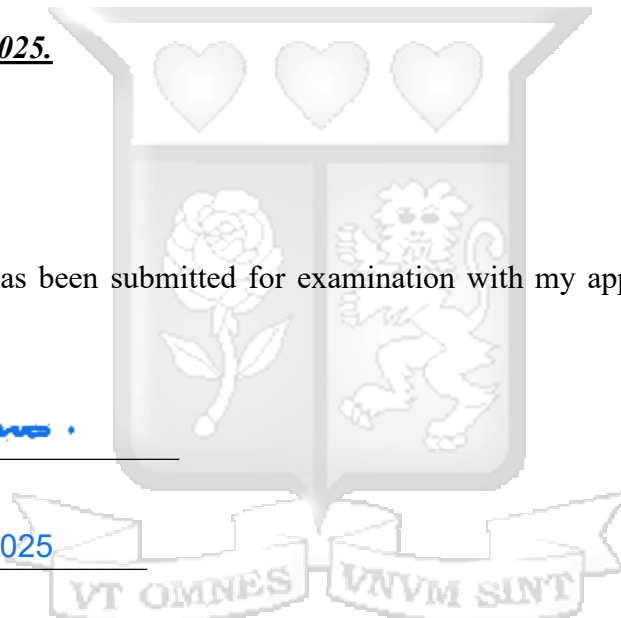 025.
as been submitted for examination with my app
025
VT OMNES VNVM SINT